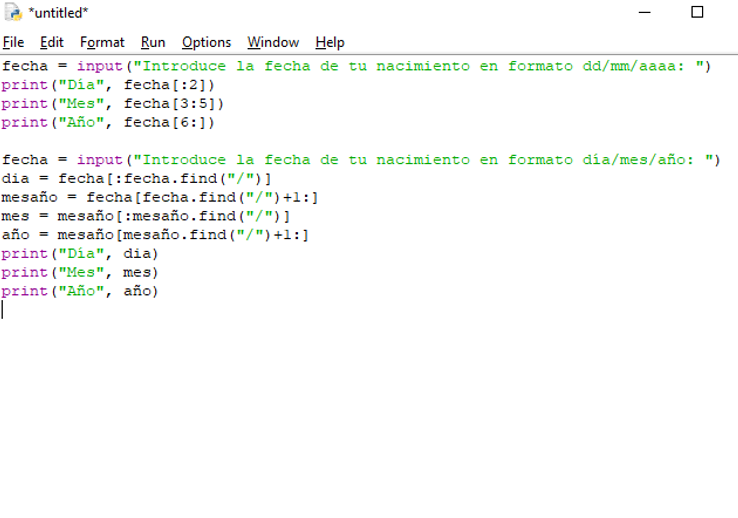 *untitled*
File Edit Format Run Options Window Help
fecha = input("Introduce la fecha de tu nacimiento en formato dd/mm/aaaa: ")
print("Día", fecha[:2])
print("Mes", fecha[3:5])
print("Año", fecha[6:])
fecha = input("Introduce la fecha de tu nacimiento en formato día/mes/año: ")
dia = fecha[:fecha.find("/")]
mesaño = fecha[fecha.find("/")+1:]
mes = mesaño[:mesaño.find("/")]
año = mesaño[mesaño.find("/")+1:]
print("Día", dia)
print("Mes", mes)
print("Año", año)